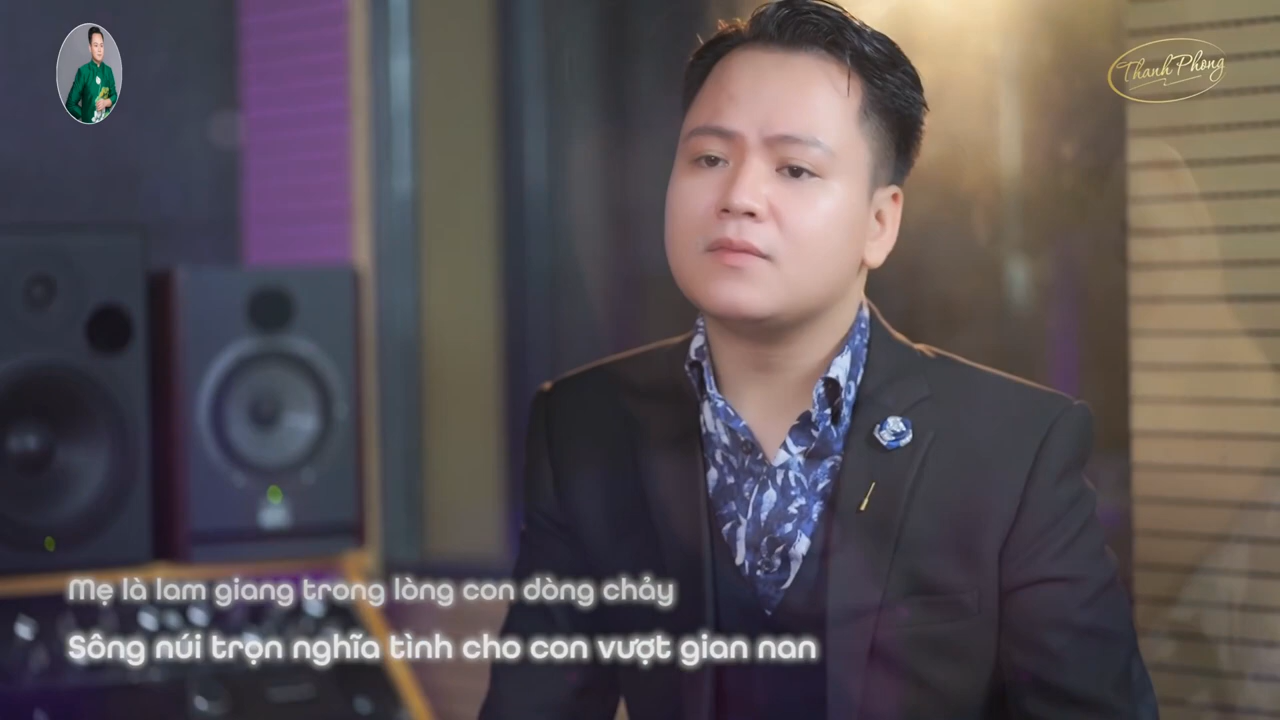 Thanh Phong
Mẹ là lam giang trong lòng con dòng chảy
Sông núi trọn nghĩa tình cho con vượt gian nan